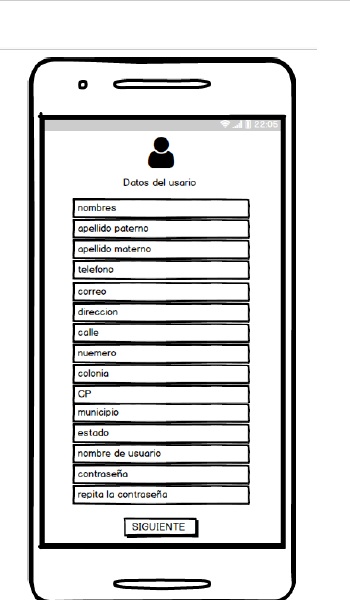 22:05
Datos del usario
nombres
apellido paterno
apellido materno
telefono
correo
direccion
calle
nuemero
colonia
CP
municipio
estado
nombre de usuario
contraseña
repita la contraseña
SIGUIENTE